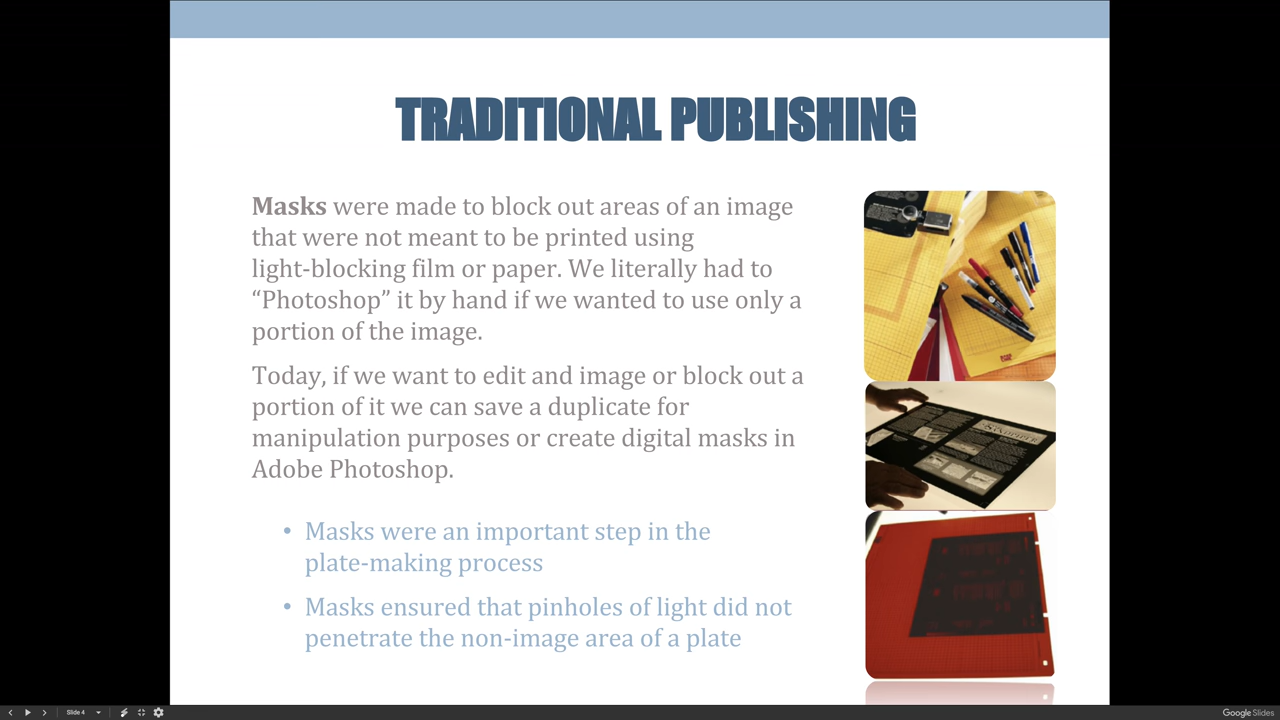 TRADITIONAL PUBLISHING
Masks were made to block out areas of an image
that were not meant to be printed using
light-blocking film or paper. We literally had to
“Photoshop” it by hand if we wanted to use only a
portion of the image.
Today, if we want to edit and image or block out a
portion of it we can save a duplicate for
manipulation purposes or create digital masks in
Adobe Photoshop.
• Masks were an important step in the
plate-making process
• Masks ensured that pinholes of light did not
penetrate the non-image area of a plate
Slide 4
Google Slides